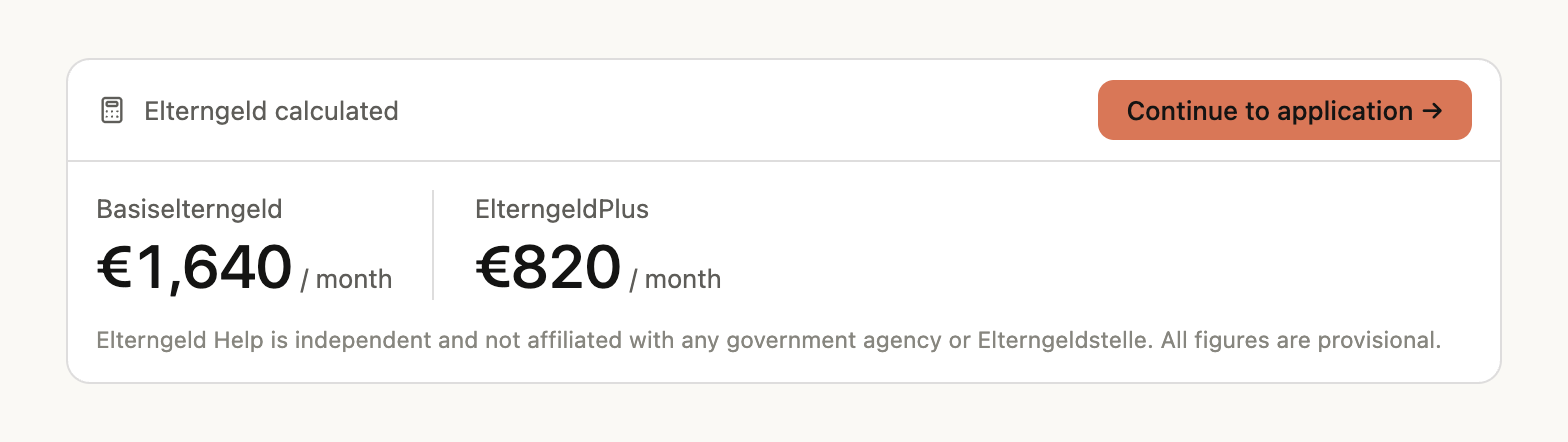 Elterngeld calculated
Continue to application →
Basiselterngeld
€1,640 / month
ElterngeldPlus
€820 / month
Elterngeld Help is independent and not affiliated with any government agency or Elterngeldstelle. All figures are provisional.